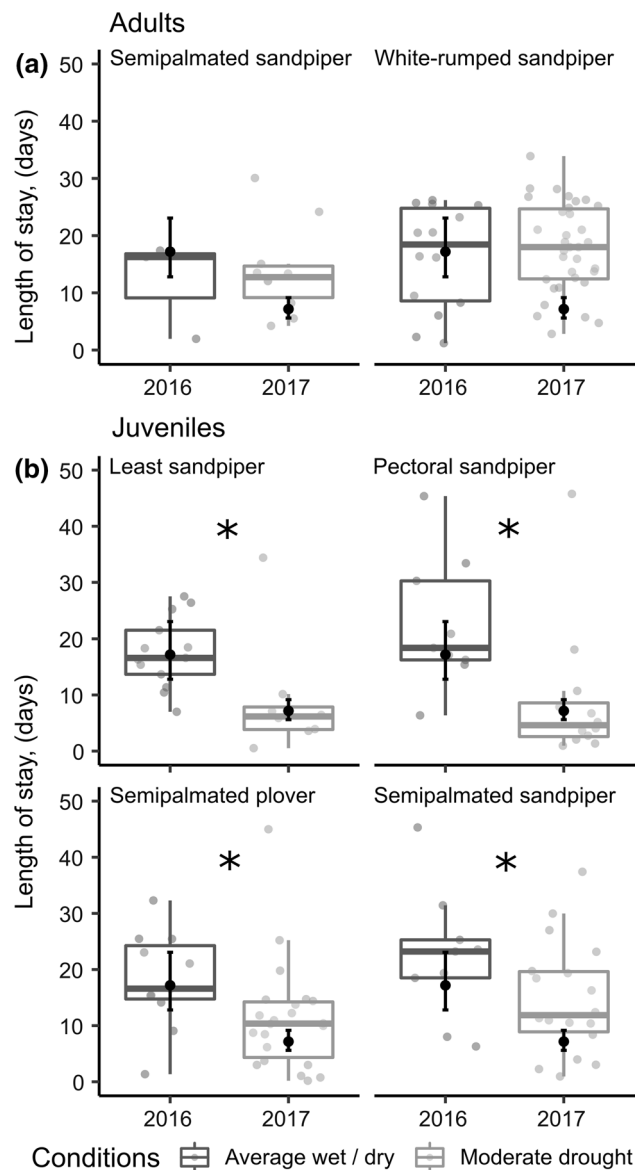 Adults
(a) Semipalmated sandpiper White-rumped sandpiper
Length of stay, (days)
50
40
30
20
10
0
2016 2017 2016 2017
Juveniles
(b) Least sandpiper Pectoral sandpiper
Length of stay, (days)
50
40
30
20
10
0
* *
Semipalmated plover Semipalmated sandpiper
50
40
30
20
10
0
* *
2016 2017 2016 2017
Conditions Average wet / dry Moderate drought